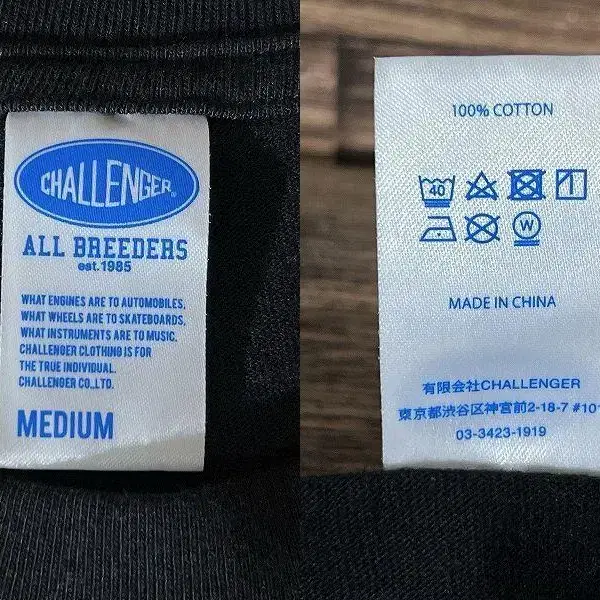 CHALLENGER®
ALL BREEDERS
est.1985
WHAT ENGINES ARE TO AUTOMOBILES.
WHAT WHEELS ARE TO SKATEBOARDS.
WHAT INSTRUMENTS ARE TO MUSIC.
CHALLENGER CLOTHING IS FOR
THE TRUE INDIVIDUAL.
CHALLENGER CO.,LTD.
MEDIUM
100% COTTON
40
W
MADE IN CHINA
有限会社CHALLENGER
東京都渋谷区神宮前2-18-7 #101
03-3423-1919